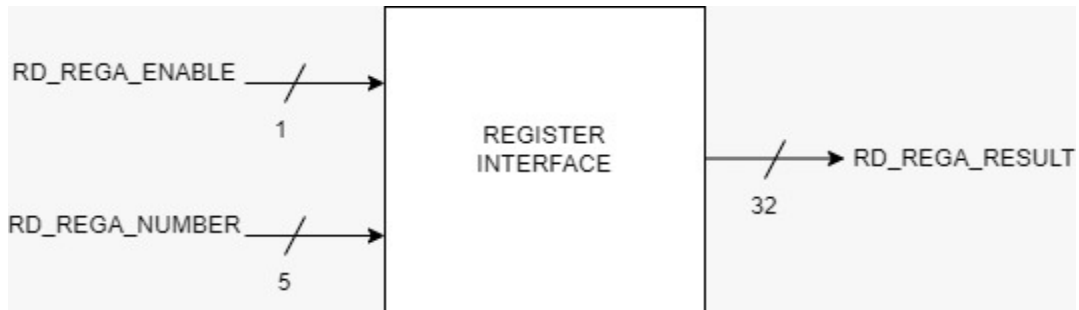 RD_REGA_ENABLE
1
REGISTER
INTERFACE
RD_REGA_RESULT
32
RD_REGA_NUMBER
5